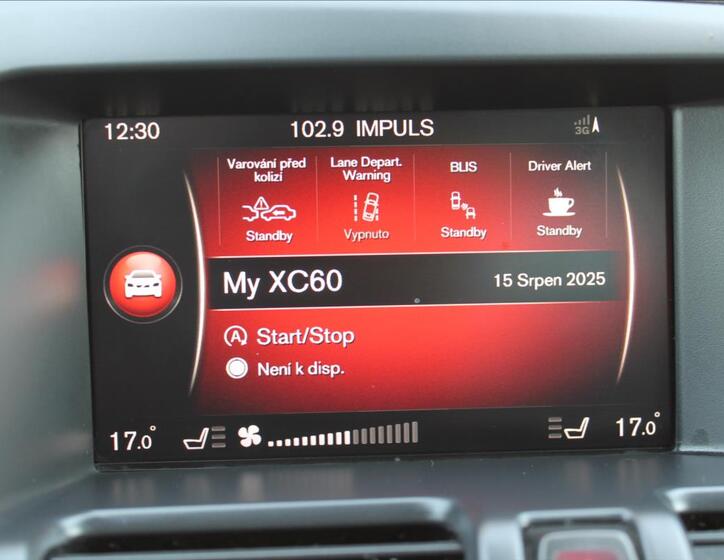 12:30 102.9 IMPULS 3G
Varování před
kolizí
Standby
Lane Depart.
Warning
Vypnuto
BLIS
Standby
Driver Alert
Standby
My XC60 15 Srpen 2025
Start/Stop
Není k disp.
17.0° 17.0°